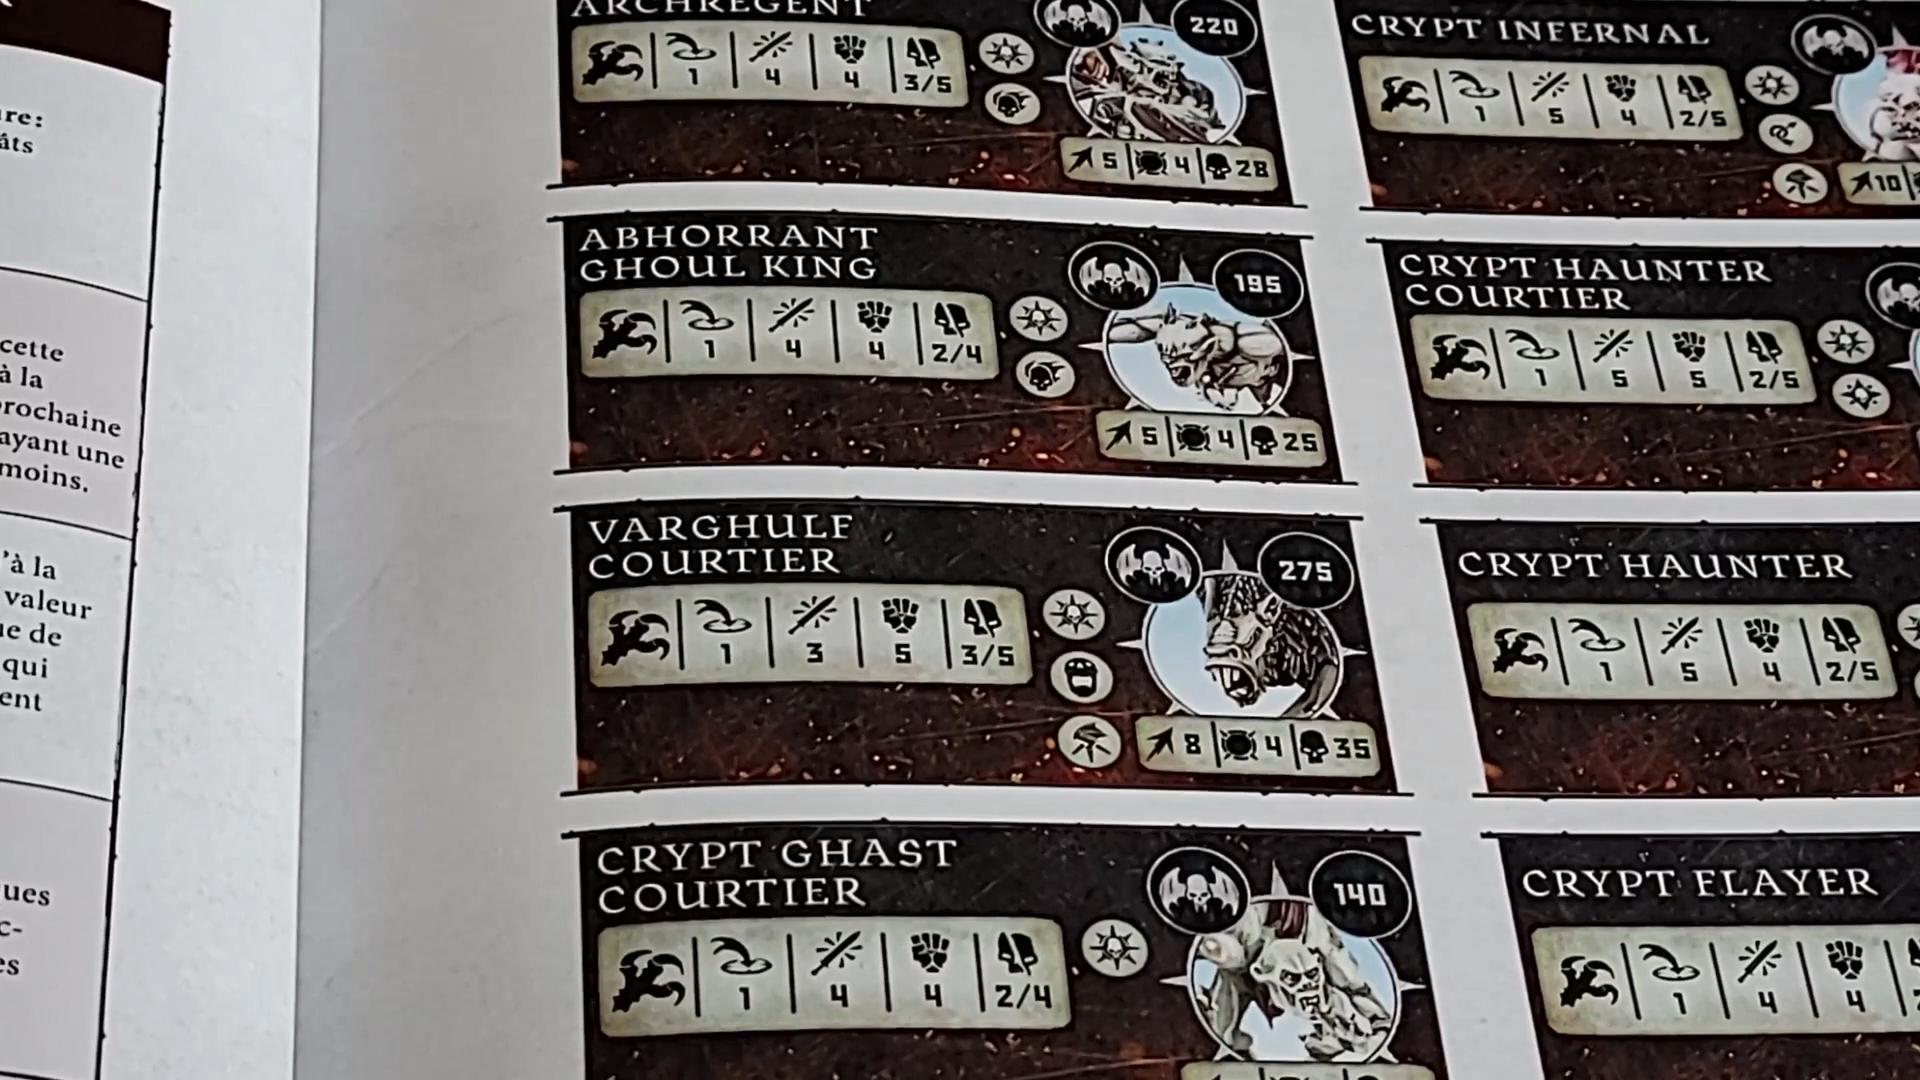 re:
âts
cette
à la
prochaine
ayant une
moins.
'à la
valeur
ue de
qui
ent
ques
c-
es
ARCHREGENT
220
1 4 4 3/5
5 4 28
ABHORRANT
GHOUL KING
195
1 4 4 2/4
5 4 25
VARGHULF
COURTIER
275
1 3 5 3/5
8 4 35
CRYPT GHAST
COURTIER
140
1 4 4 2/4
CRYPT INFERNAL
1 5 4 2/5
10
CRYPT HAUNTER
COURTIER
1 5 5 2/5
CRYPT HAUNTER
1 5 4 2/5
CRYPT FLAYER
1 4 4